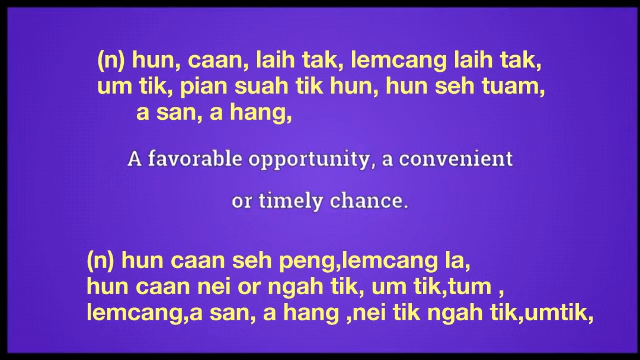 (n) hun, caan, laih tak, lemcang laih tak,
um tik, pian suah tik hun, hun seh tuam,
a san, a hang,
A favorable opportunity, a convenient
or timely chance.
(n) hun caan seh peng,lemcang la,
hun caan nei or ngah tik, um tik,tum ,
lemcang,a san, a hang ,nei tik ngah tik,umtik,